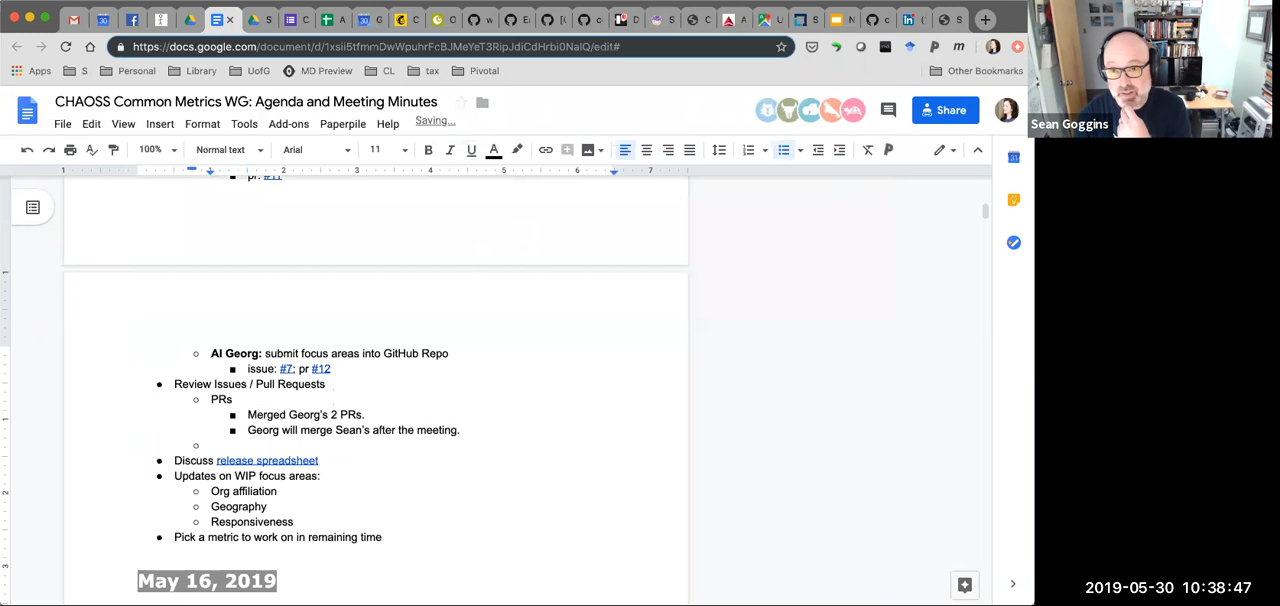 https://docs.google.com/document/d/1xsii5tfmmDwWpuhrFcBJMeYeT3RipJdiCdHrbi0NaIQ/edit#
Apps S Personal Library UofG MD Preview CL tax Pivotal Other Bookmarks
CHAOSS Common Metrics WG: Agenda and Meeting Minutes
File Edit View Insert Format Tools Add-ons Paperpile Help Saving...
Share
Sean Goggins
100% Normal text Arial 11
AI Georg: submit focus areas into GitHub Repo
issue: #7; pr #12
Review Issues / Pull Requests
PRs
Merged Georg's 2 PRs.
Georg will merge Sean's after the meeting.
Discuss release spreadsheet
Updates on WIP focus areas:
Org affiliation
Geography
Responsiveness
Pick a metric to work on in remaining time
May 16, 2019
2019-05-30 10:38:47